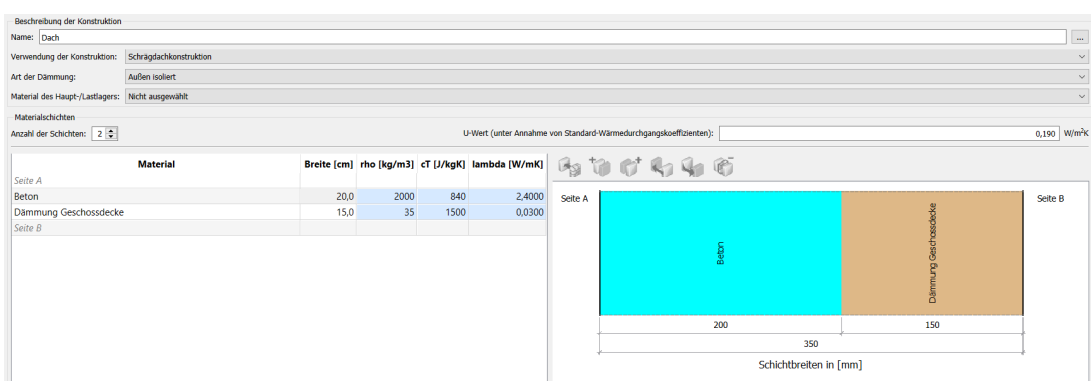 Beschreibung der Konstruktion
Name: Dach ...
Verwendung der Konstruktion: Schrägdachkonstruktion
Art der Dämmung: Außen isoliert
Material des Haupt-/Lastlagers: Nicht ausgewählt
Materialschichten
Anzahl der Schichten: 2 U-Wert (unter Annahme von Standard-Wärmedurchgangskoeffizienten): 0,190 W/m²K
Material Breite [cm] rho [kg/m3] cT [J/kgK] lambda [W/mK]
Seite A
Beton 20,0 2000 840 2,4000
Dämmung Geschossdecke 15,0 35 1500 0,0300
Seite B
Seite A
Beton
Dämmung Geschossdecke
Seite B
200 150
350
Schichtbreiten in [mm]